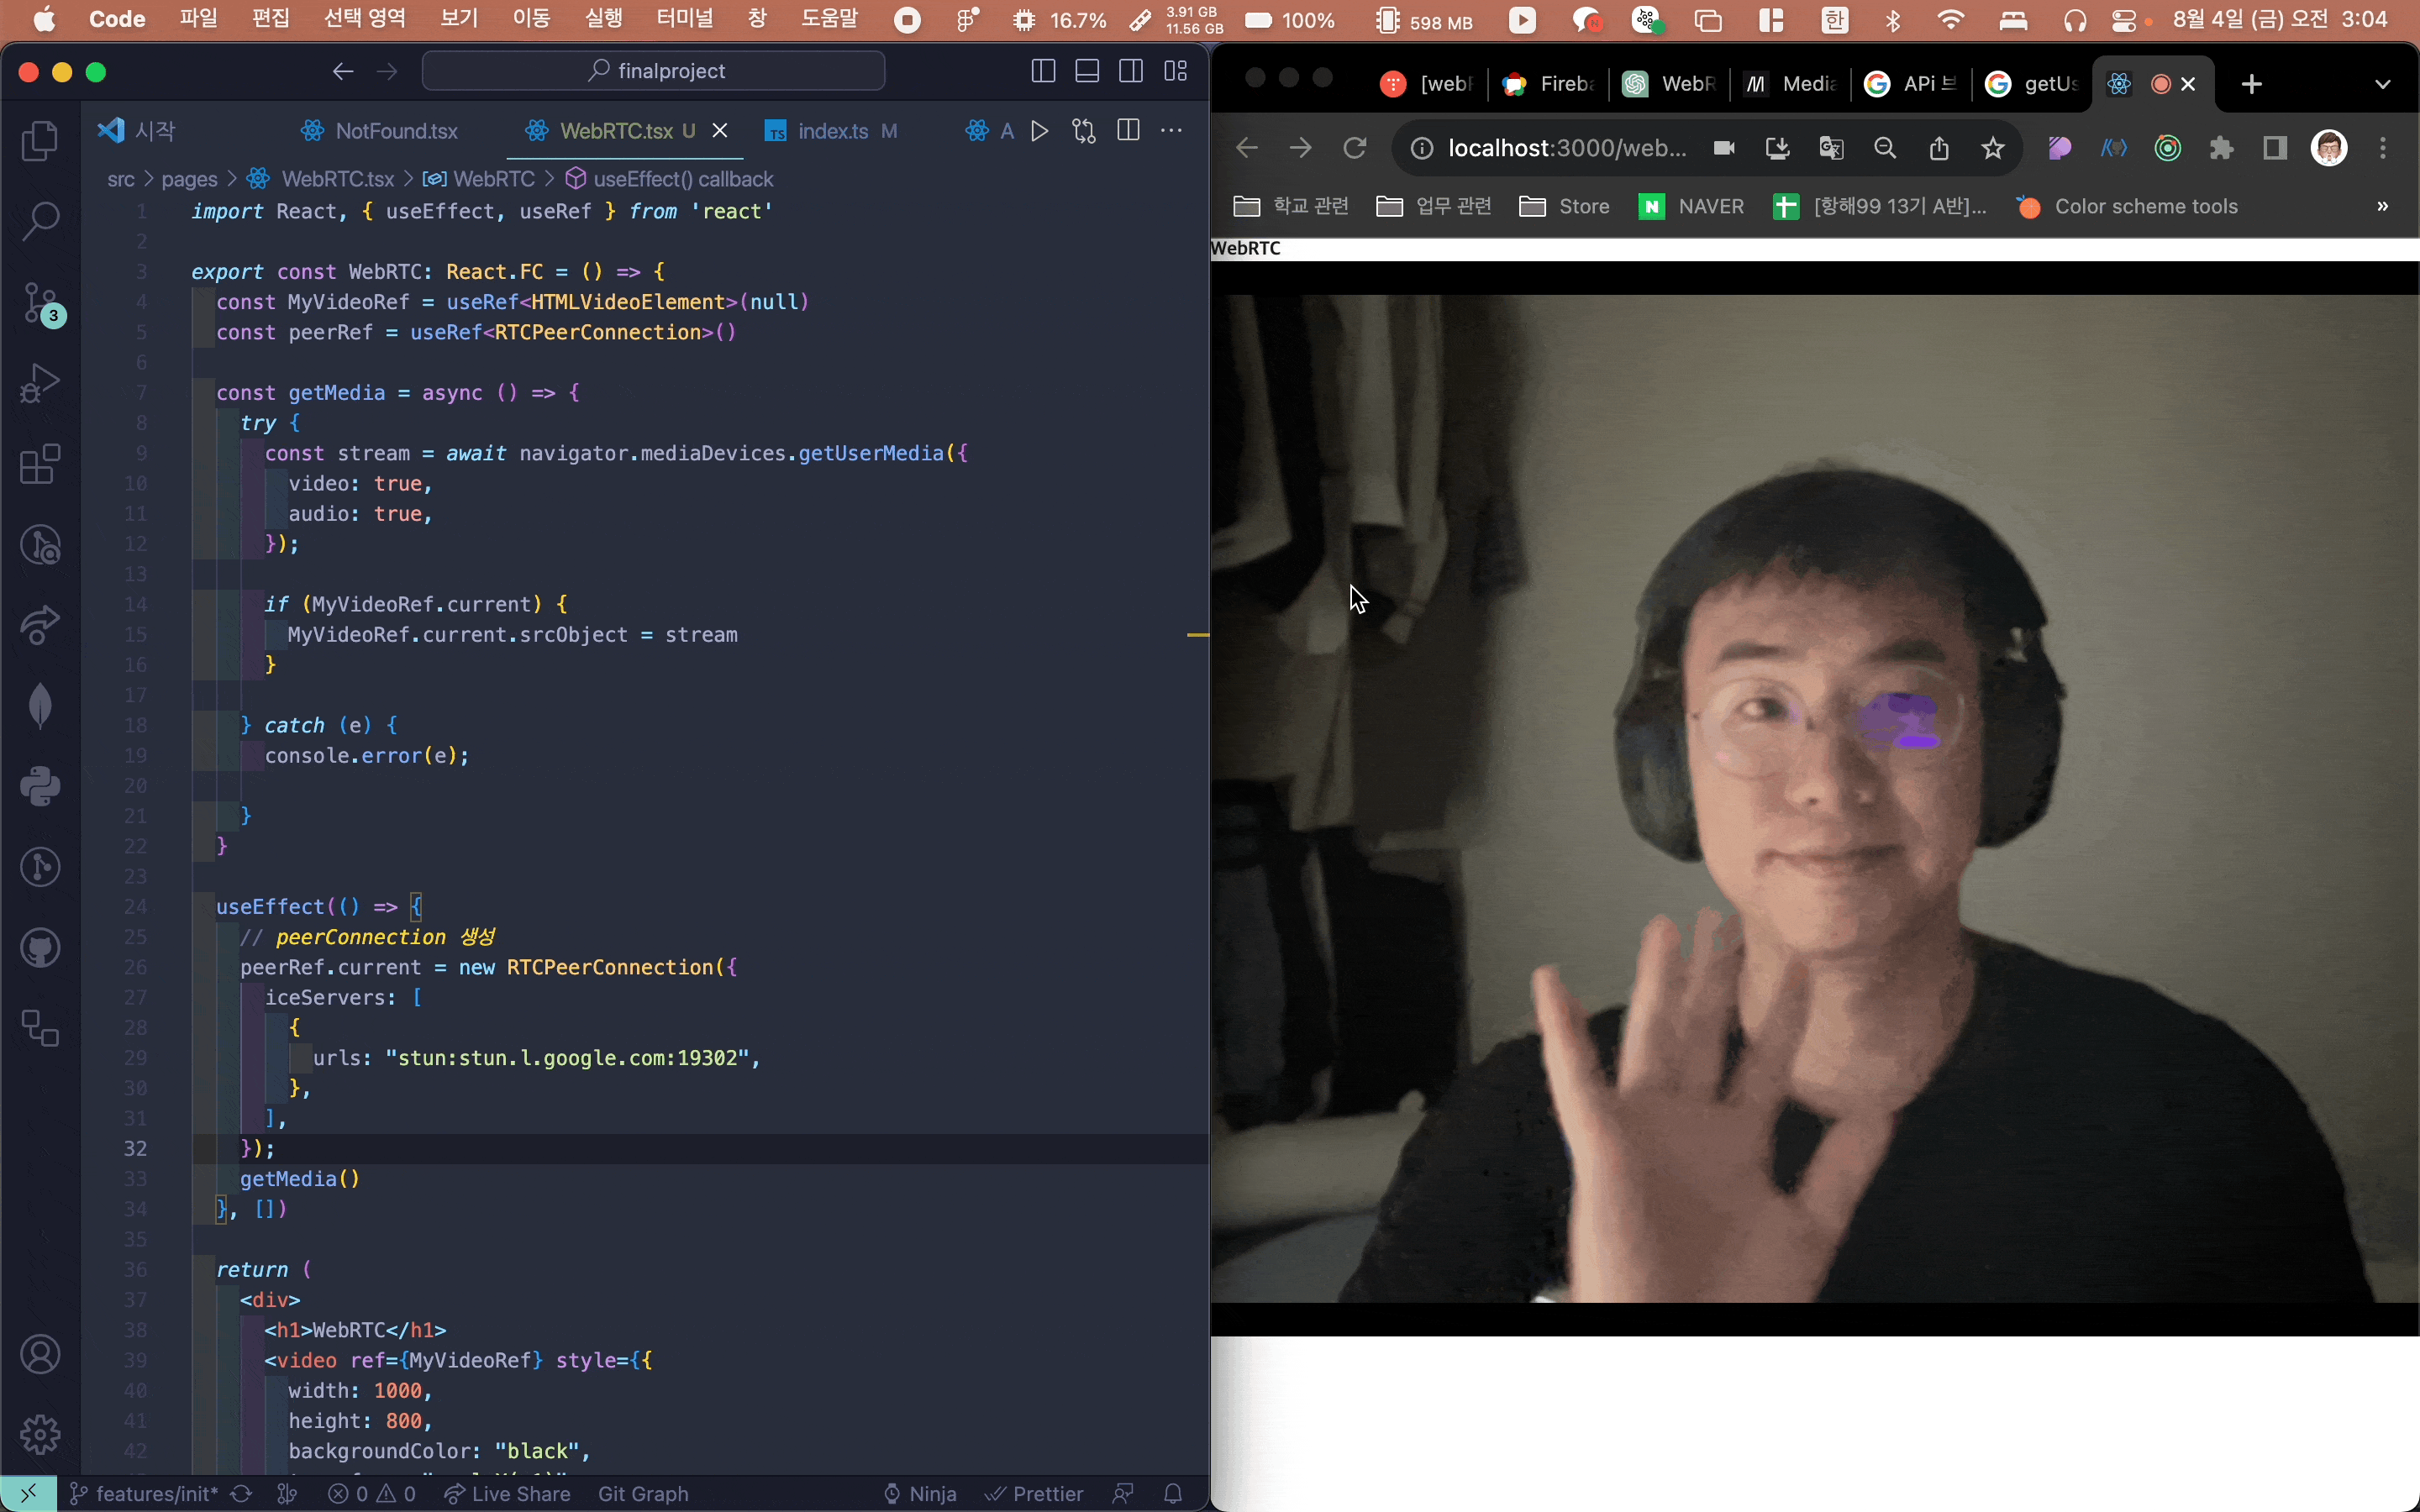 Code 파일 편집 선택 영역 보기 이동 실행 터미널 창 도움말 16.7% 3.91 GB 11.56 GB 100% 598 MB 한 8월 4일 (금) 오전 3:04
finalproject
시작 NotFound.tsx WebRTC.tsx U index.ts M A
src > pages > WebRTC.tsx > WebRTC > useEffect() callback
1 import React, { useEffect, useRef } from 'react'
2
3 export const WebRTC: React.FC = () => {
4 const MyVideoRef = useRef<HTMLVideoElement>(null)
5 const peerRef = useRef<RTCPeerConnection>()
6
7 const getMedia = async () => {
8 try {
9 const stream = await navigator.mediaDevices.getUserMedia({
10 video: true,
11 audio: true,
12 });
13
14 if (MyVideoRef.current) {
15 MyVideoRef.current.srcObject = stream
16 }
17
18 } catch (e) {
19 console.error(e);
20
21 }
22 }
23
24 useEffect(() => {
25 // peerConnection 생성
26 peerRef.current = new RTCPeerConnection({
27 iceServers: [
28 {
29 urls: "stun:stun.l.google.com:19302",
30 },
31 ],
32 });
33 getMedia()
34 }, [])
35
36 return (
37 <div>
38 <h1>WebRTC</h1>
39 <video ref={MyVideoRef} style={{
40 width: 1000,
41 height: 800,
42 backgroundColor: "black",
3
features/init* 0 0 Live Share Git Graph Ninja Prettier
[webR Fireba WebR Media APi 브 getUs
localhost:3000/web...
학교 관련 업무 관련 Store N NAVER [항해99 13기 A반]... Color scheme tools »
WebRTC